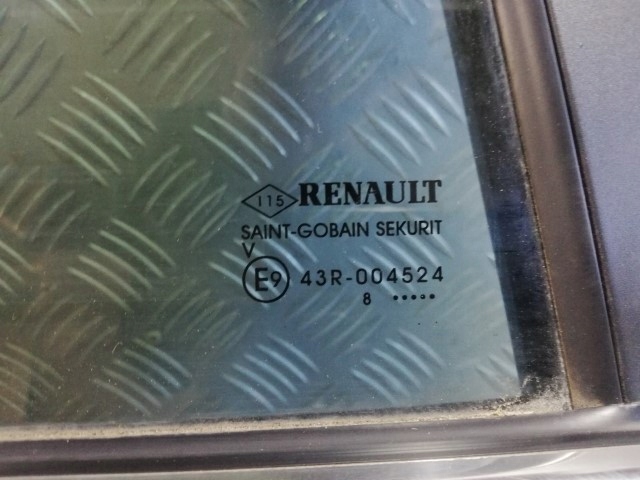 115 RENAULT
SAINT-GOBAIN SEKURIT
V
E9 43R-004524
8 .....